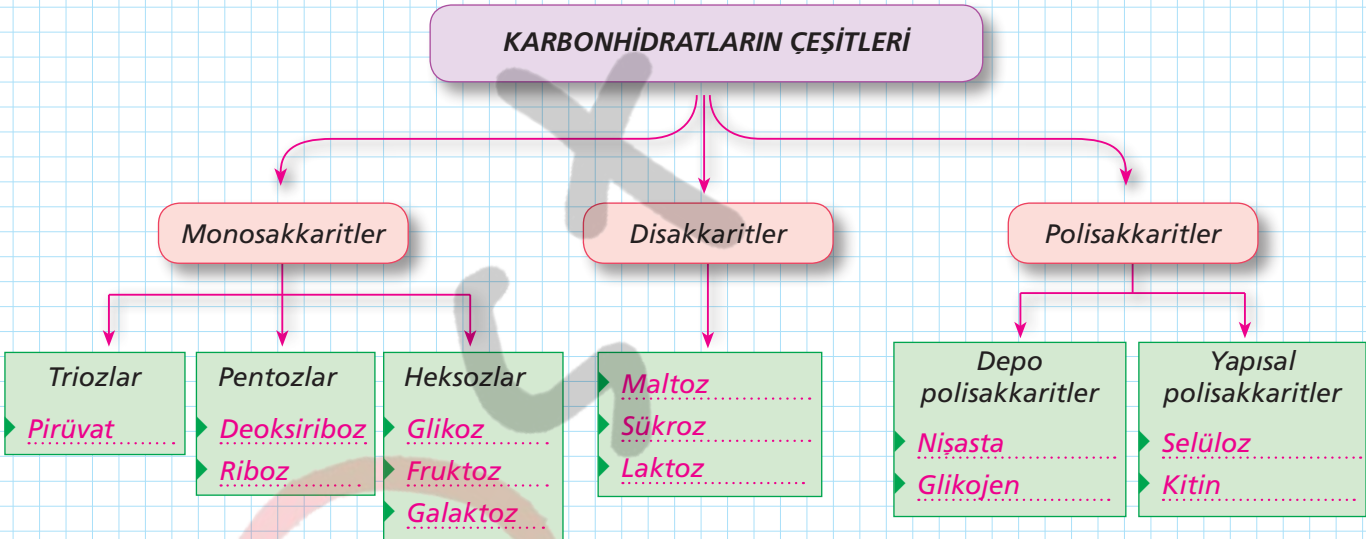 KARBONHİDRATLARIN ÇEŞİTLERİ
Monosakkaritler
Disakkaritler
Polisakkaritler
Triozlar
Pirüvat
Pentozlar
Deoksiriboz
Riboz
Heksozlar
Glikoz
Fruktoz
Galaktoz
Maltoz
Sükroz
Laktoz
Depo
polisakkaritler
Nişasta
Glikojen
Yapısal
polisakkaritler
Selüloz
Kitin